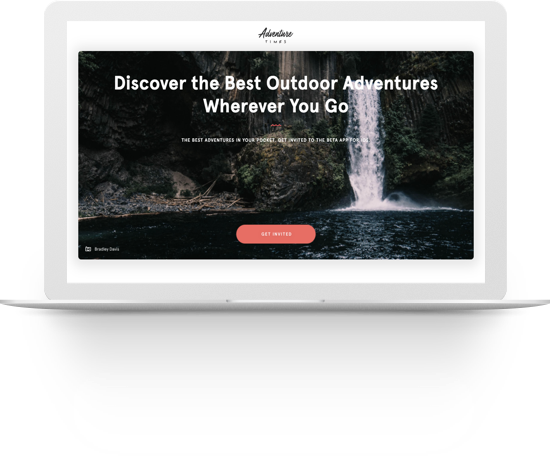 Adventure
TIMES
Discover the Best Outdoor Adventures
Wherever You Go
THE BEST ADVENTURES IN YOUR POCKET. GET INVITED TO THE BETA APP FOR
GET INVITED
Bradley Davis